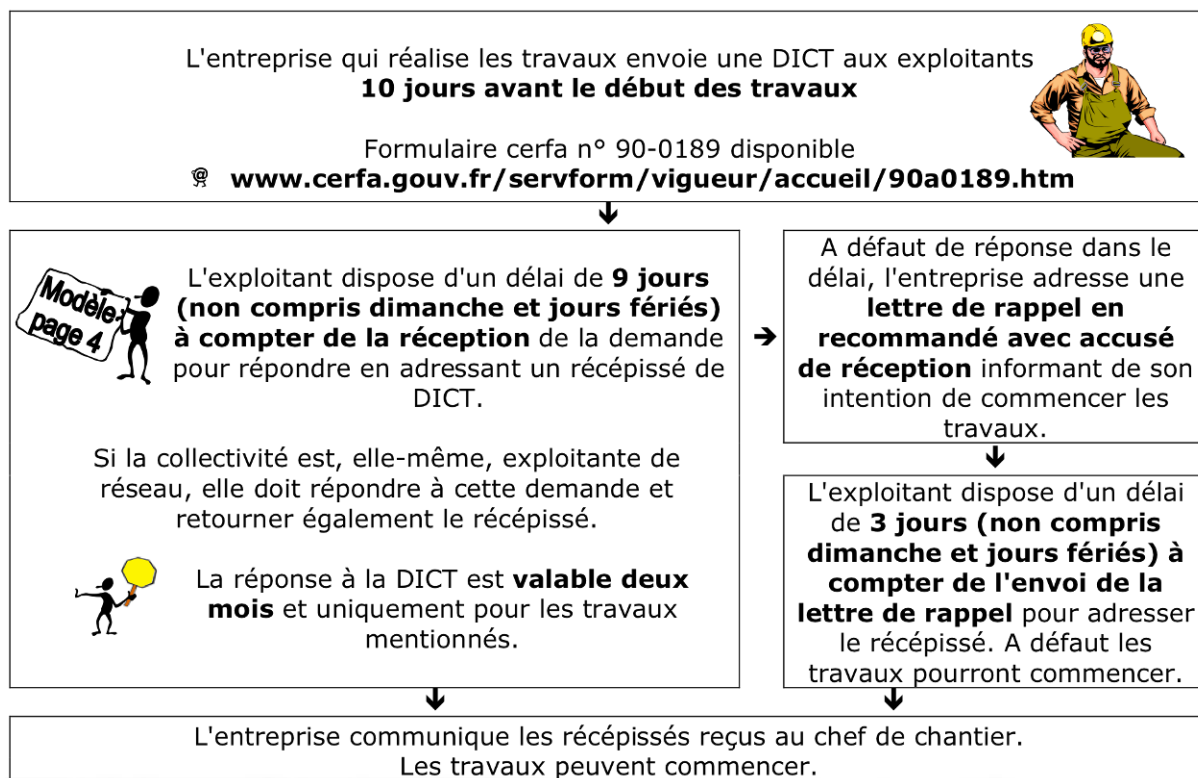 L'entreprise qui réalise les travaux envoie une DICT aux exploitants
10 jours avant le début des travaux
Formulaire cerfa n° 90-0189 disponible
www.cerfa.gouv.fr/servform/vigueur/accueil/90a0189.htm
Modèle
page 4
L'exploitant dispose d'un délai de 9 jours
(non compris dimanche et jours fériés)
à compter de la réception de la demande
pour répondre en adressant un récépissé de
DICT.
Si la collectivité est, elle-même, exploitante de
réseau, elle doit répondre à cette demande et
retourner également le récépissé.
La réponse à la DICT est valable deux
mois et uniquement pour les travaux
mentionnés.
A défaut de réponse dans le
délai, l'entreprise adresse une
lettre de rappel en
recommandé avec accusé
de réception informant de son
intention de commencer les
travaux.
L'exploitant dispose d'un délai
de 3 jours (non compris
dimanche et jours fériés) à
compter de l'envoi de la
lettre de rappel pour adresser
le récépissé. A défaut les
travaux pourront commencer.
L'entreprise communique les récépissés reçus au chef de chantier.
Les travaux peuvent commencer.